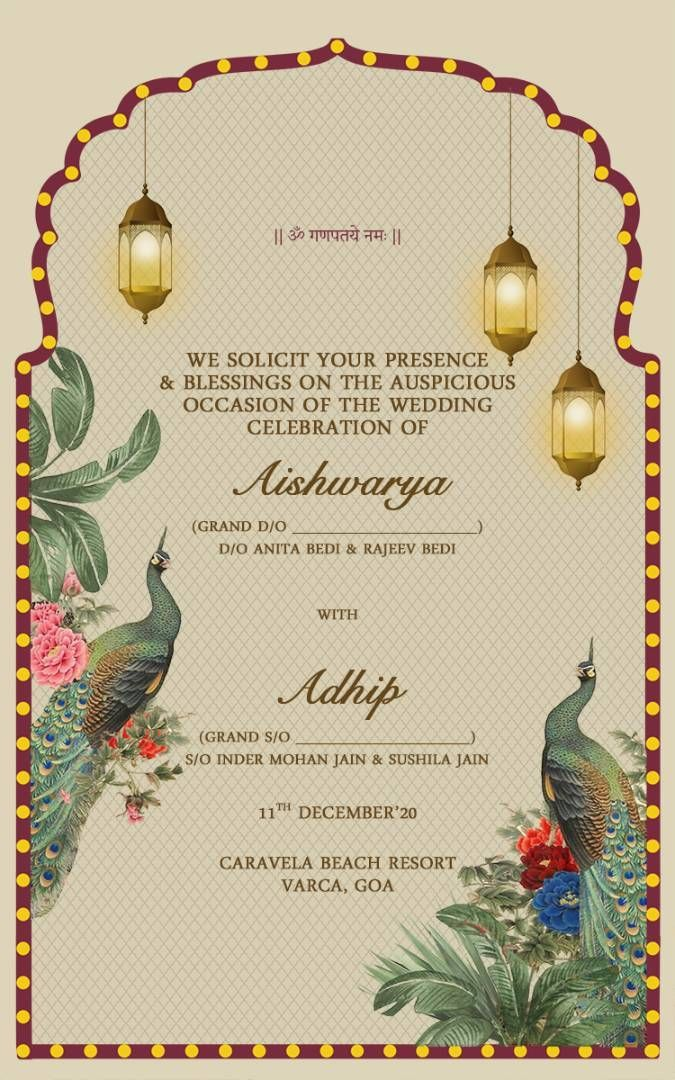 || ॐ गणपतये नमः ||
WE SOLICIT YOUR PRESENCE
& BLESSINGS ON THE AUSPICIOUS
OCCASION OF THE WEDDING
CELEBRATION OF
Aishwarya
(GRAND D/O ______________________)
D/O ANITA BEDI & RAJEEV BEDI
WITH
Adhip
(GRAND S/O ______________________)
S/O INDER MOHAN JAIN & SUSHILA JAIN
11TH DECEMBER'20
CARAVELA BEACH RESORT
VARCA, GOA